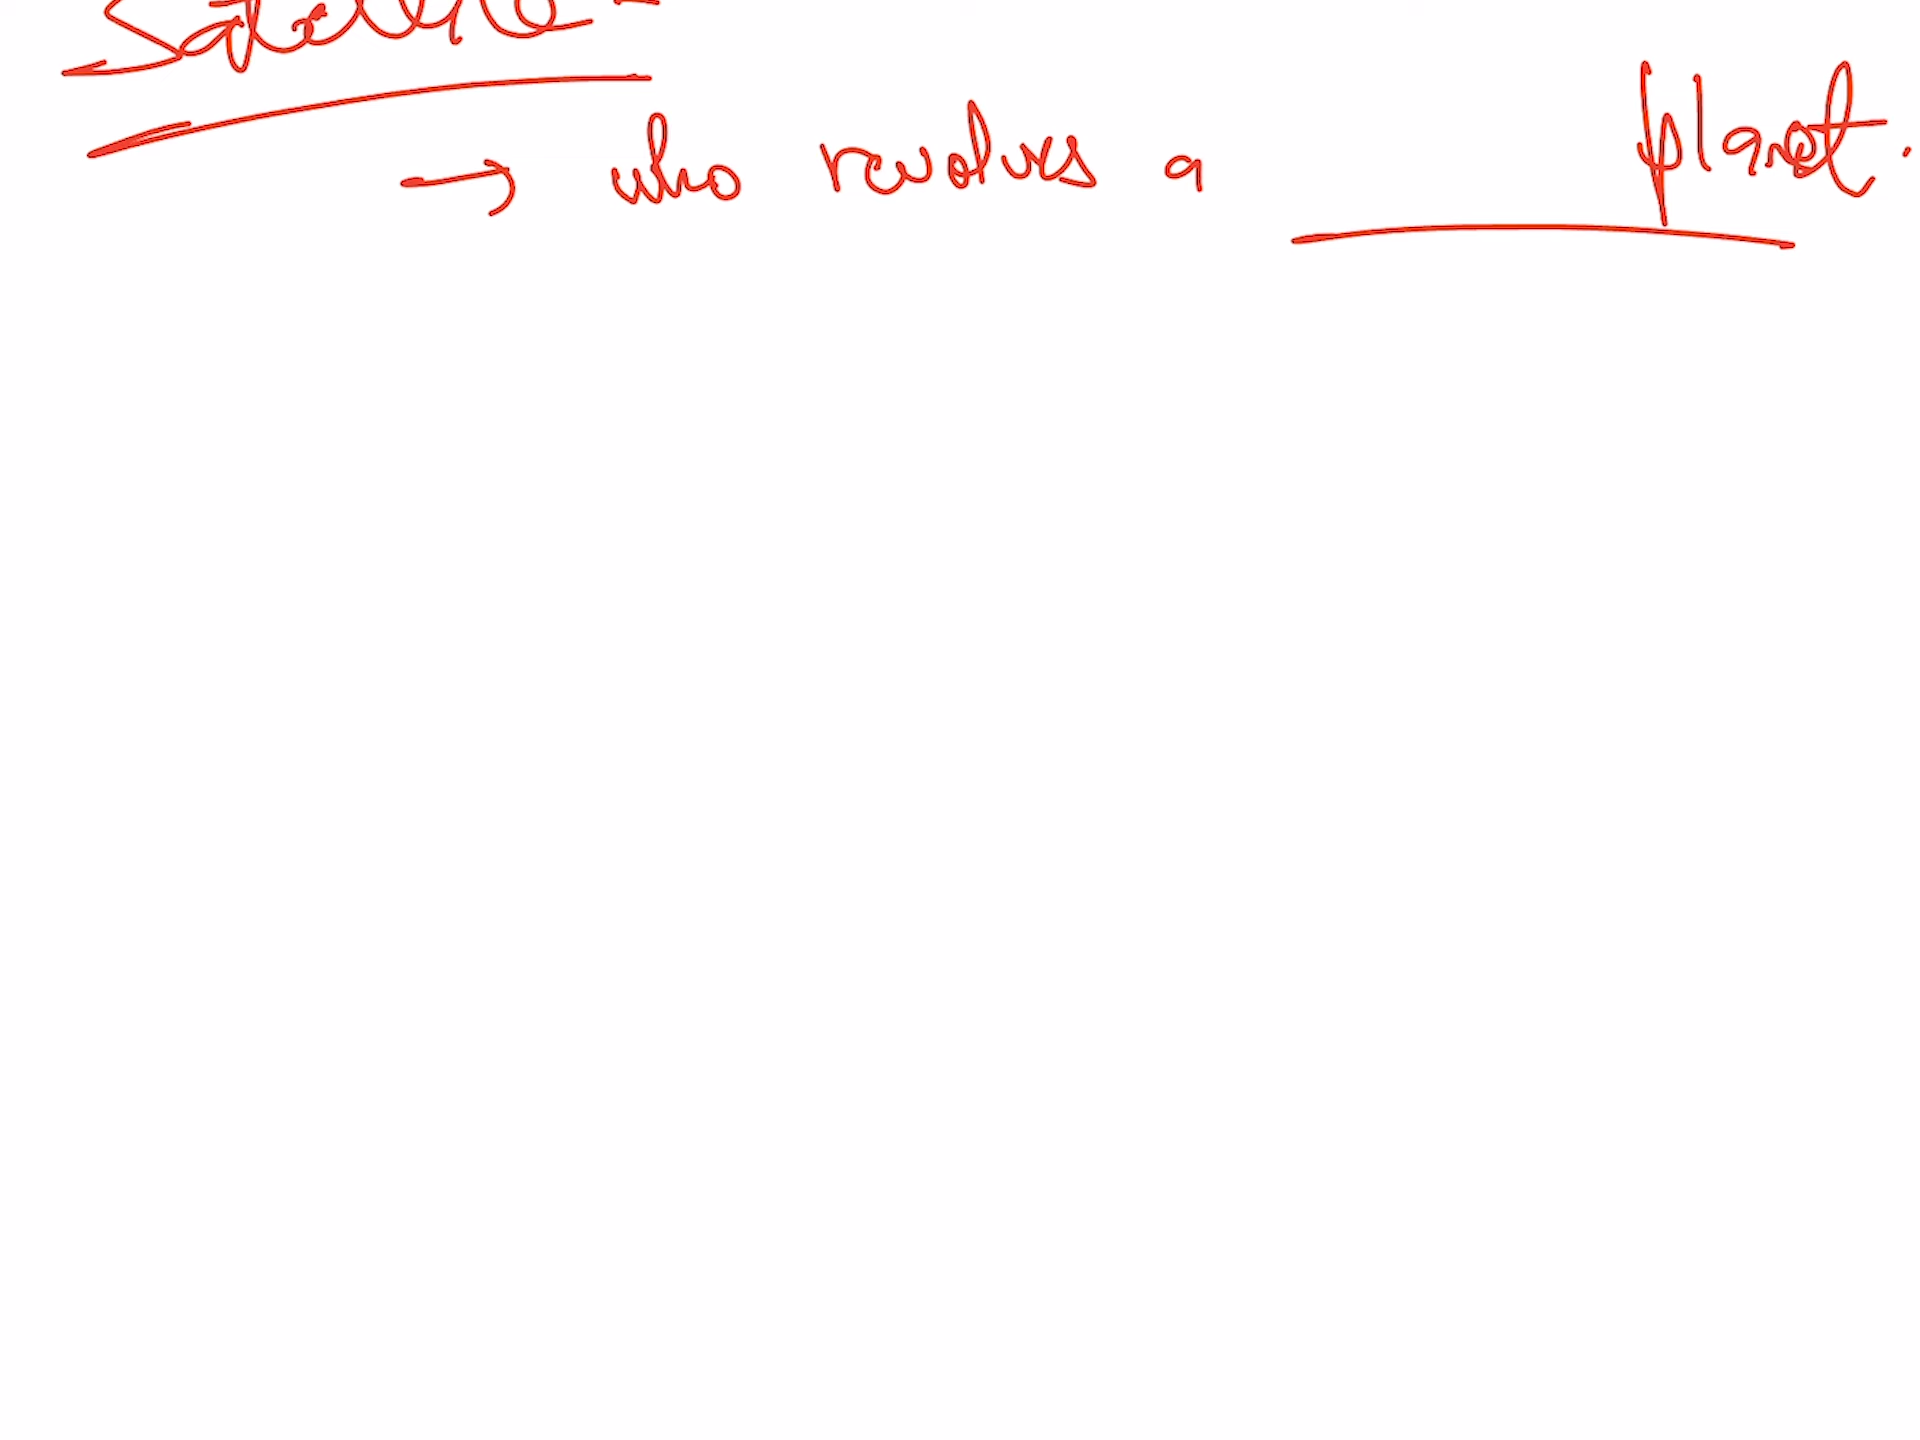 Satellite -
→ who revolves a planet.